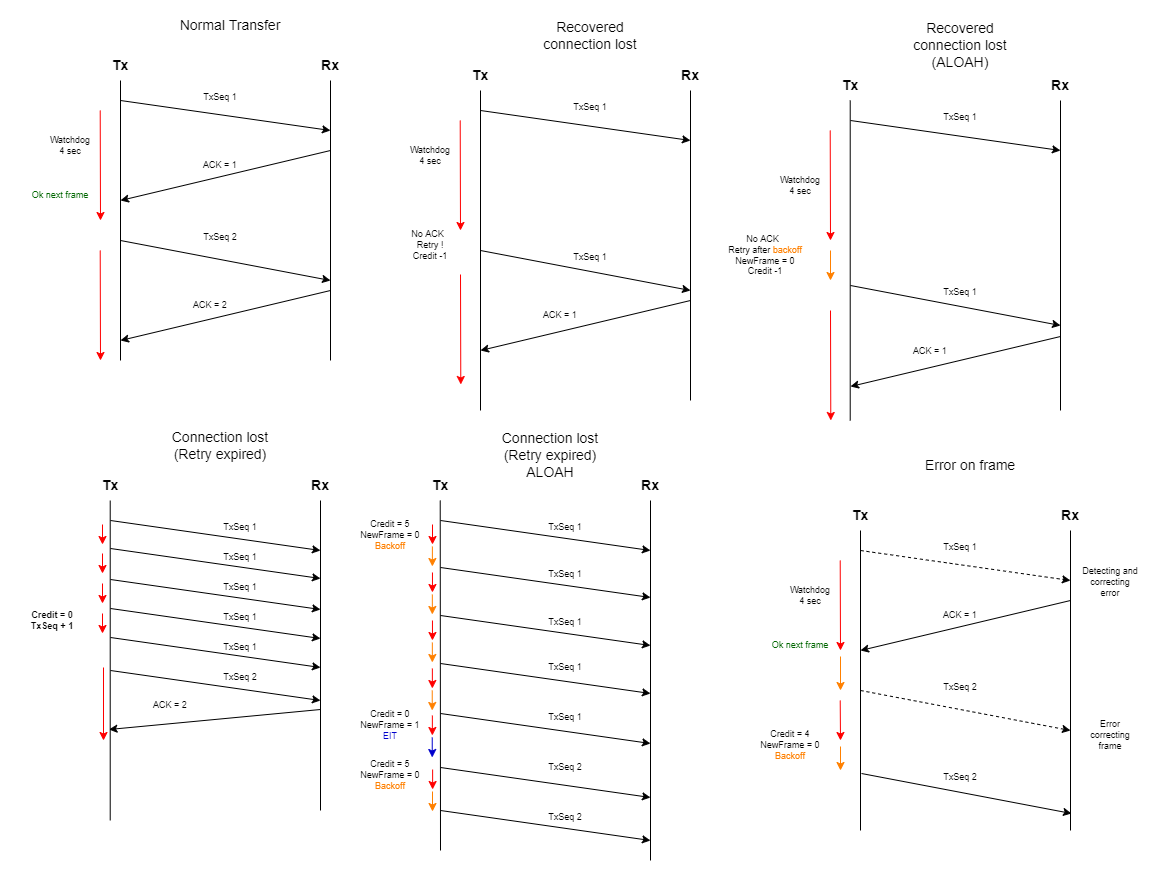 Normal Transfer
Tx
Rx
TxSeq 1
Watchdog
4 sec
ACK = 1
Ok next frame
TxSeq 2
ACK = 2
Recovered
connection lost
Tx
Rx
TxSeq 1
Watchdog
4 sec
No ACK
Retry !
Credit -1
TxSeq 1
ACK = 1
Recovered
connection lost
(ALOAH)
Tx
Rx
TxSeq 1
Watchdog
4 sec
No ACK
Retry after backoff
NewFrame = 0
Credit -1
TxSeq 1
ACK = 1
Connection lost
(Retry expired)
Tx
Rx
TxSeq 1
TxSeq 1
TxSeq 1
Credit = 0
TxSeq + 1
TxSeq 1
TxSeq 1
TxSeq 2
ACK = 2
Connection lost
(Retry expired)
ALOAH
Tx
Rx
Credit = 5
NewFrame = 0
Backoff
TxSeq 1
TxSeq 1
TxSeq 1
TxSeq 1
Credit = 0
NewFrame = 1
EIT
TxSeq 1
Credit = 5
NewFrame = 0
Backoff
TxSeq 2
TxSeq 2
Error on frame
Tx
Rx
TxSeq 1
Detecting and
correcting
error
Watchdog
4 sec
ACK = 1
Ok next frame
TxSeq 2
Error
correcting
frame
Credit = 4
NewFrame = 0
Backoff
TxSeq 2